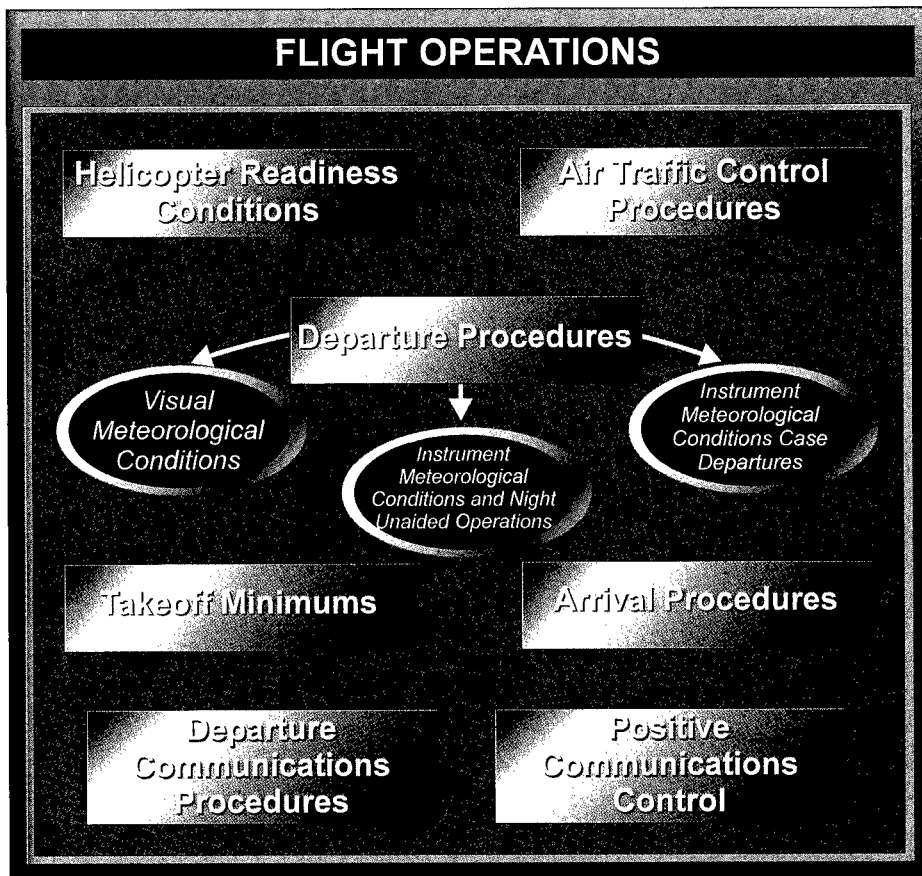 FLIGHT OPERATIONS
Helicopter Readiness
Conditions
Air Traffic Control
Procedures
Departure Procedures
Visual
Meteorological
Conditions
Instrument
Meteorological
Conditions and Night
Unaided Operations
Instrument
Meteorological
Conditions Case
Departures
Takeoff Minimums
Arrival Procedures
Departure
Communications
Procedures
Positive
Communications
Control